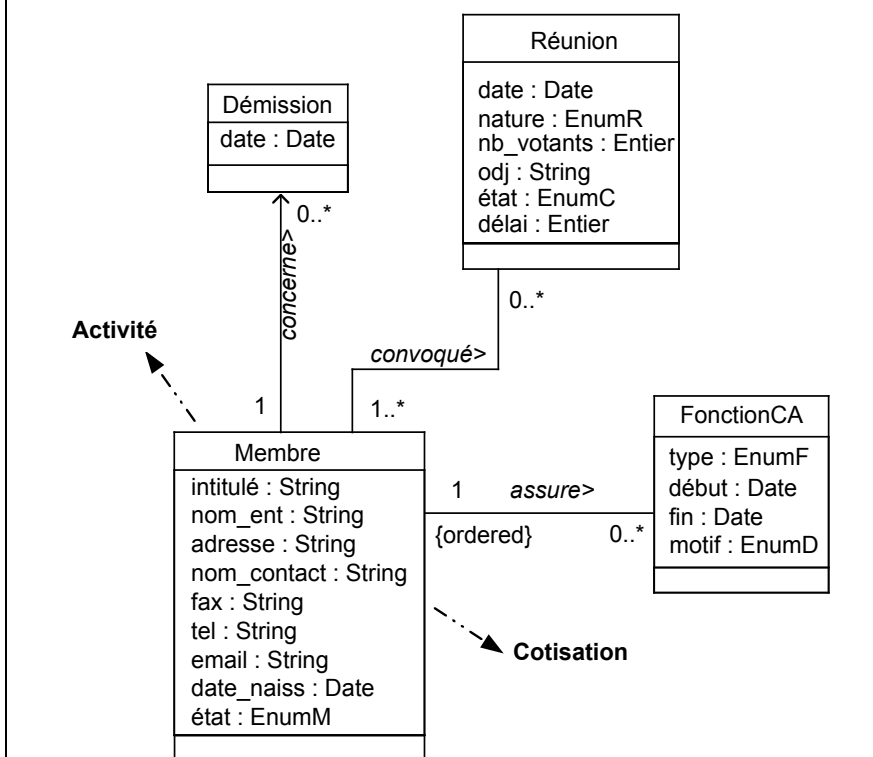 Réunion
date : Date
nature : EnumR
nb_votants : Entier
odj : String
état : EnumC
délai : Entier
Démission
date : Date
0..*
concerne>
0..*
Activité
convoqué>
1
1..*
Membre
intitulé : String
nom_ent : String
adresse : String
nom_contact : String
fax : String
tel : String
email : String
date_naiss : Date
état : EnumM
1
assure>
{ordered}
0..*
FonctionCA
type : EnumF
début : Date
fin : Date
motif : EnumD
Cotisation